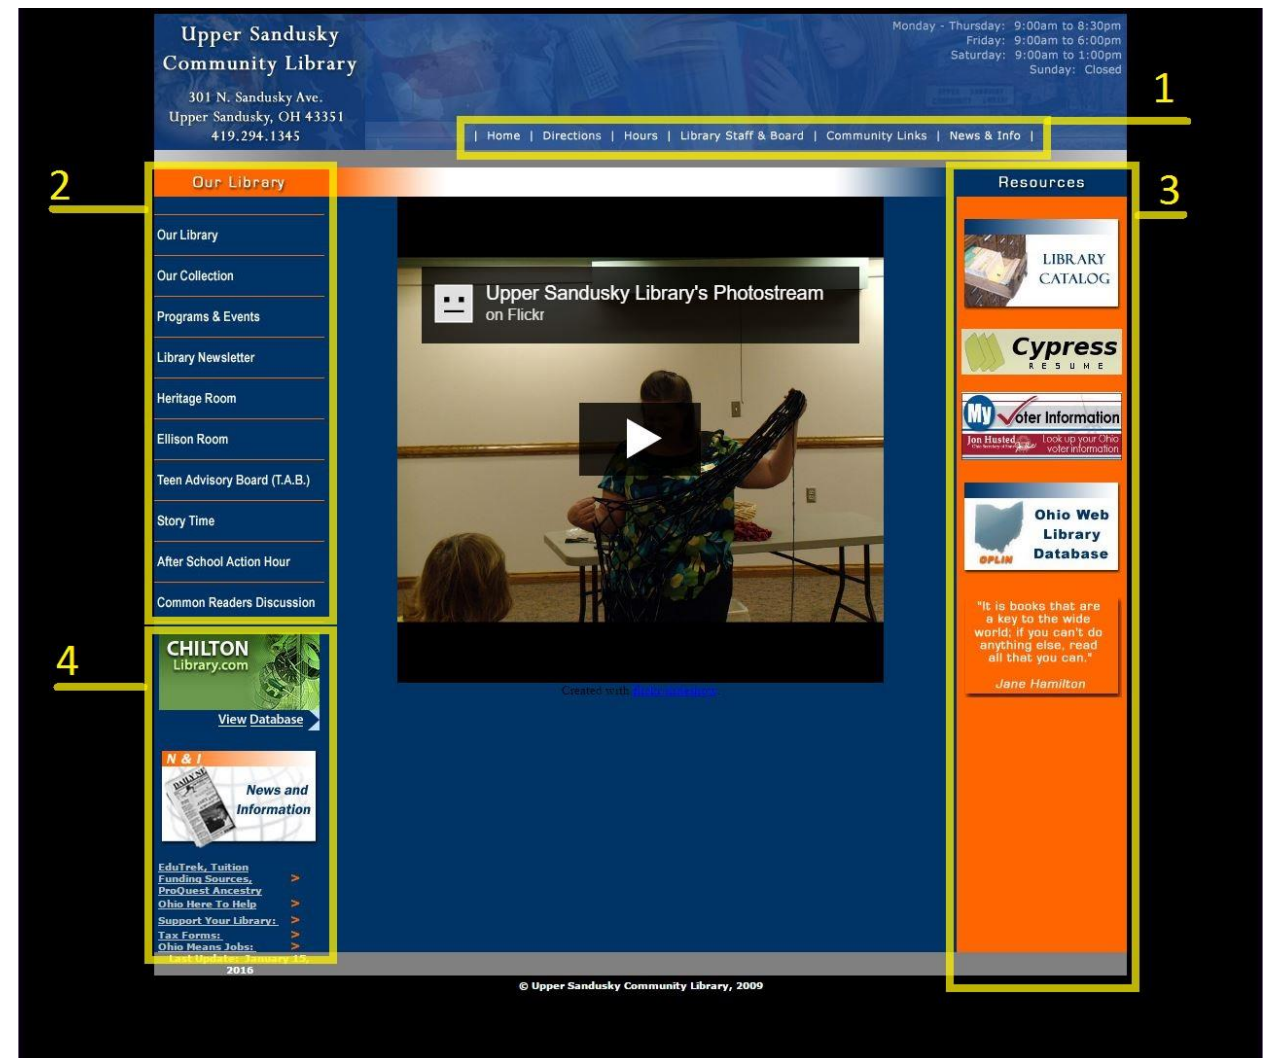 Upper Sandusky
Community Library
301 N. Sandusky Ave.
Upper Sandusky, OH 43351
419.294.1345
Monday - Thursday: 9:00am to 8:30pm
Friday: 9:00am to 6:00pm
Saturday: 9:00am to 1:00pm
Sunday: Closed
1
| Home | Directions | Hours | Library Staff & Board | Community Links | News & Info |
2
Our Library
Our Library
Our Collection
Programs & Events
Library Newsletter
Heritage Room
Ellison Room
Teen Advisory Board (T.A.B.)
Story Time
After School Action Hour
Common Readers Discussion
Upper Sandusky Library's Photostream
on Flickr
Created with
3
Resources
LIBRARY
CATALOG
Cypress
RESUME
My Voter Information
Jon Husted
Look up your Ohio
voter information
Ohio Web
Library
Database
OPLIN
"It is books that are
a key to the wide
world; if you can't do
anything else, read
all that you can."
Jane Hamilton
4
CHILTON
Library.com
View Database
N & I
News and
Information
EduTrek, Tuition
Funding Sources, >
ProQuest Ancestry
Ohio Here To Help >
Support Your Library: >
Tax Forms: >
Ohio Means Jobs: >
Last Update: January 15,
2016
© Upper Sandusky Community Library, 2009